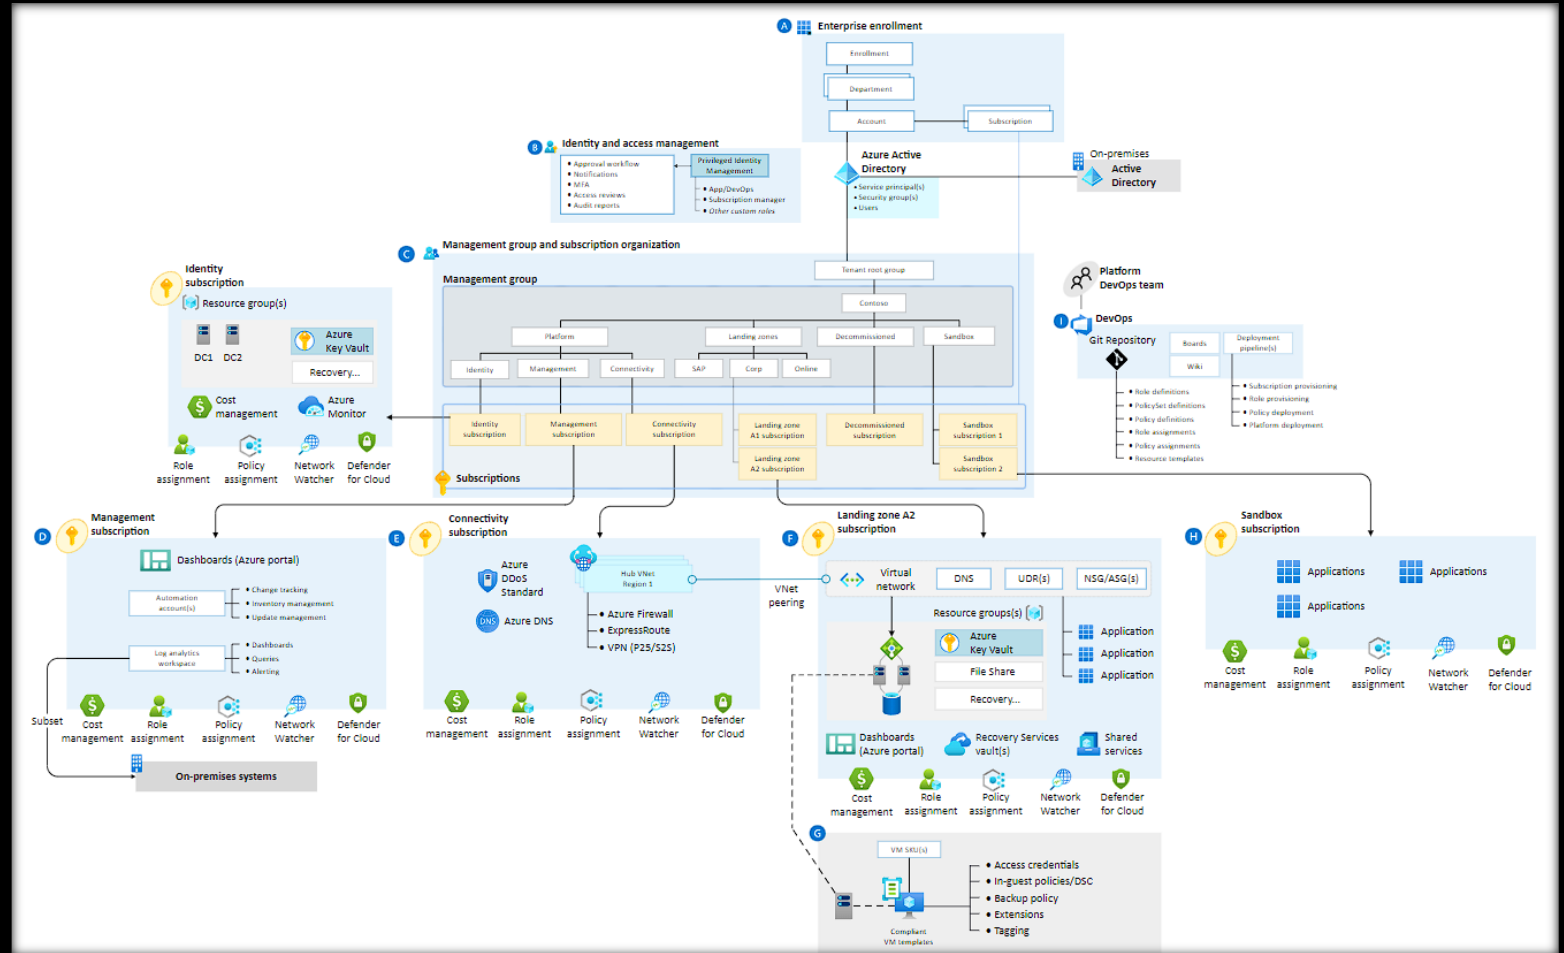 A
Enterprise enrollment
Enrollment
Department
Account
Subscription
B
Identity and access management
Approval workflow
Notifications
MFA
Access reviews
Audit reports
Privileged Identity
Management
App/DevOps
Subscription manager
Other custom roles
Azure Active
Directory
Service principal(s)
Security group(s)
Users
On-premises
Active
Directory
C
Management group and subscription organization
Management group
Tenant root group
Contoso
Platform
Landing zones
Decommissioned
Sandbox
Identity
Management
Connectivity
SAP
Corp
Online
Identity
subscription
Management
subscription
Connectivity
subscription
Landing zone
A1 subscription
Landing zone
A2 subscription
Decommissioned
subscription
Sandbox
subscription 1
Sandbox
subscription 2
Subscriptions
Identity
subscription
Resource group(s)
DC1
DC2
Azure
Key Vault
Recovery...
Cost
management
Azure
Monitor
Role
assignment
Policy
assignment
Network
Watcher
Defender
for Cloud
Platform
DevOps team
I
DevOps
Git Repository
Boards
Wiki
Deployment
pipeline(s)
Role definitions
PolicySet definitions
Policy definitions
Role assignments
Policy assignments
Resource templates
Subscription provisioning
Role provisioning
Policy deployment
Platform deployment
D
Management
subscription
Dashboards (Azure portal)
Automation
account(s)
Change tracking
Inventory management
Update management
Log analytics
workspace
Dashboards
Queries
Alerting
Subset
Cost
management
Role
assignment
Policy
assignment
Network
Watcher
Defender
for Cloud
On-premises systems
E
Connectivity
subscription
Azure
DDoS
Standard
DNS
Azure DNS
Hub VNet
Region 1
Azure Firewall
ExpressRoute
VPN (P2S/S2S)
Cost
management
Role
assignment
Policy
assignment
Network
Watcher
Defender
for Cloud
VNet
peering
F
Landing zone A2
subscription
Virtual
network
DNS
UDR(s)
NSG/ASG(s)
Resource groups(s)
Azure
Key Vault
File Share
Recovery...
Application
Application
Application
Dashboards
(Azure portal)
Recovery Services
vault(s)
Shared
services
Cost
management
Role
assignment
Policy
assignment
Network
Watcher
Defender
for Cloud
G
VM SKU(s)
Compliant
VM templates
Access credentials
In-guest policies/DSC
Backup policy
Extensions
Tagging
H
Sandbox
subscription
Applications
Applications
Applications
Cost
management
Role
assignment
Policy
assignment
Network
Watcher
Defender
for Cloud